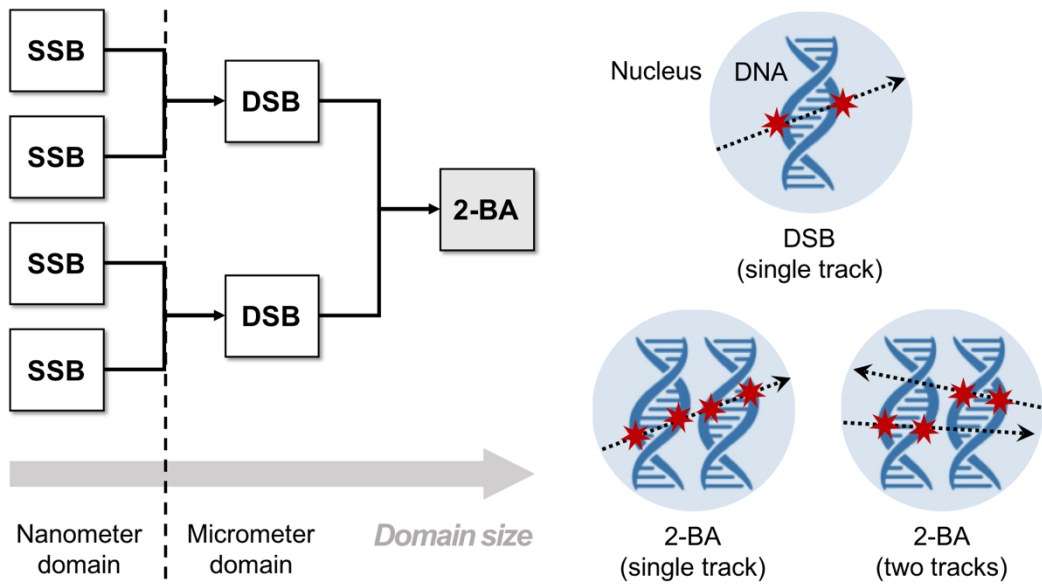 SSB
SSB
SSB
SSB
DSB
DSB
2-BA
Nanometer
domain
Micrometer
domain
Domain size
Nucleus
DNA
DSB
(single track)
2-BA
(single track)
2-BA
(two tracks)